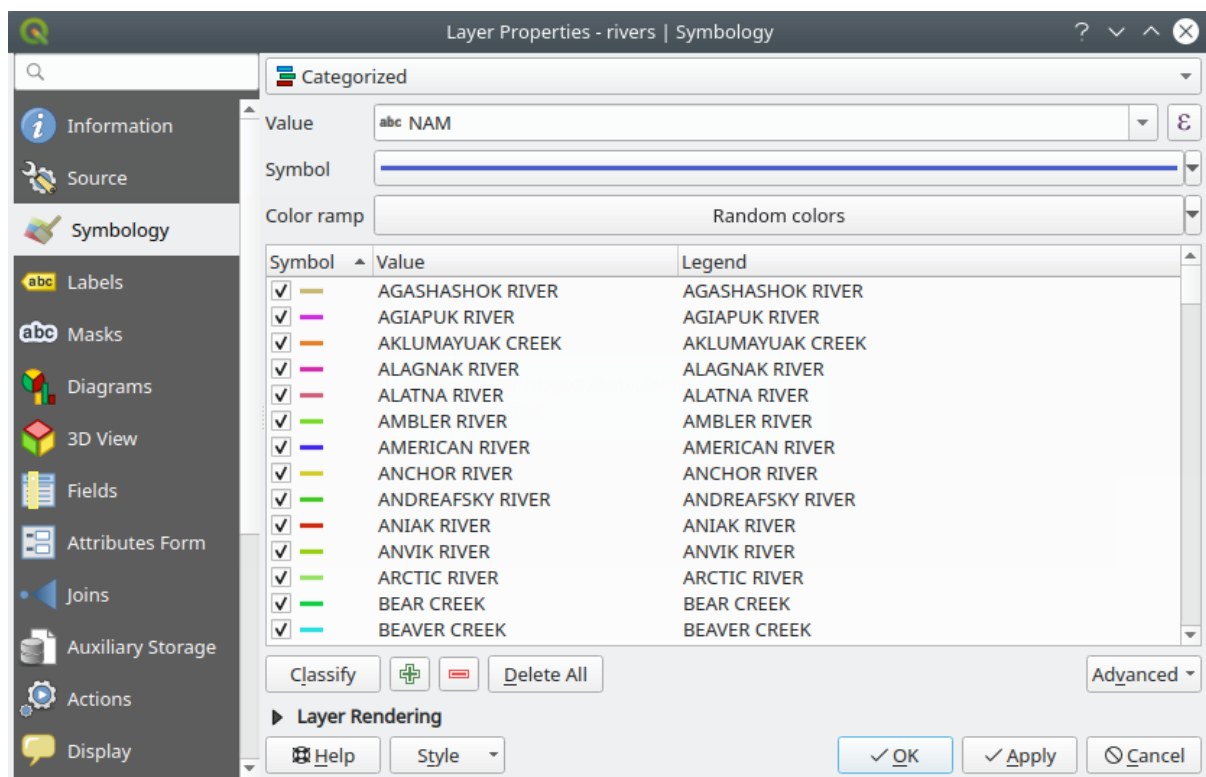 Layer Properties - rivers | Symbology
Categorized
Information
Source
Symbology
abc Labels
abc Masks
Diagrams
3D View
Fields
Attributes Form
Joins
Auxiliary Storage
Actions
Display
Value abc NAM ε
Symbol
Color ramp Random colors
Symbol Value Legend
AGASHASHOK RIVER AGASHASHOK RIVER
AGIAPUK RIVER AGIAPUK RIVER
AKLUMAYUAK CREEK AKLUMAYUAK CREEK
ALAGNAK RIVER ALAGNAK RIVER
ALATNA RIVER ALATNA RIVER
AMBLER RIVER AMBLER RIVER
AMERICAN RIVER AMERICAN RIVER
ANCHOR RIVER ANCHOR RIVER
ANDREAFSKY RIVER ANDREAFSKY RIVER
ANIAK RIVER ANIAK RIVER
ANVIK RIVER ANVIK RIVER
ARCTIC RIVER ARCTIC RIVER
BEAR CREEK BEAR CREEK
BEAVER CREEK BEAVER CREEK
Classify Delete All Advanced
Layer Rendering
Help Style OK Apply Cancel